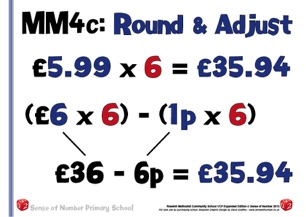 MM4c: Round & Adjust
£5.99 x 6 = £35.94
(£6 x 6) - (1p x 6)
£36 - 6p = £35.94
Sense of Number Primary School